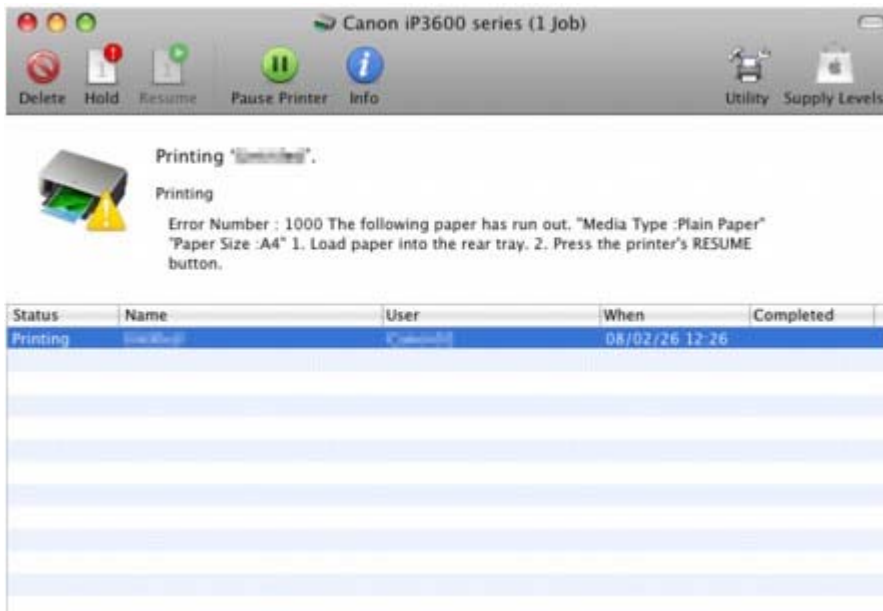 Canon iP3600 series (1 Job)
Delete Hold Resume Pause Printer Info Utility Supply Levels
Printing " ".
Printing
Error Number : 1000 The following paper has run out. "Media Type :Plain Paper"
"Paper Size :A4" 1. Load paper into the rear tray. 2. Press the printer's RESUME
button.
Status Name User When Completed
Printing 08/02/26 12:26